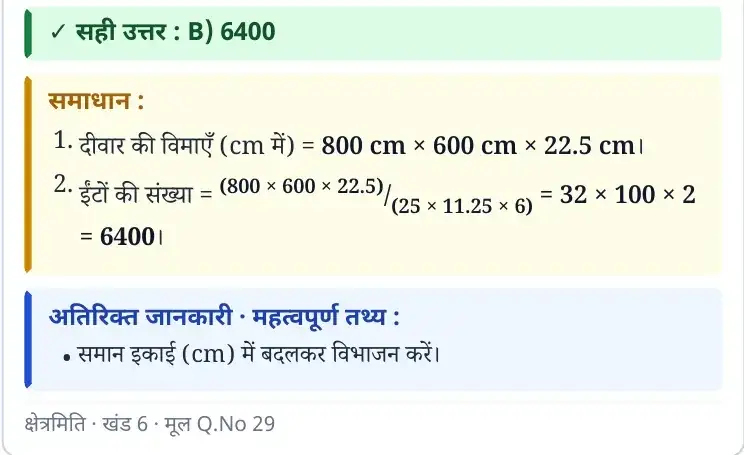 ✓ सही उत्तर : B) 6400
समाधान :
1. दीवार की विमाएँ (cm में) = 800 cm × 600 cm × 22.5 cm।
2. ईंटों की संख्या = (800 × 600 × 22.5)/(25 × 11.25 × 6) = 32 × 100 × 2
= 6400।
अतिरिक्त जानकारी · महत्वपूर्ण तथ्य :
• समान इकाई (cm) में बदलकर विभाजन करें।
क्षेत्रमिति · खंड 6 · मूल Q.No 29